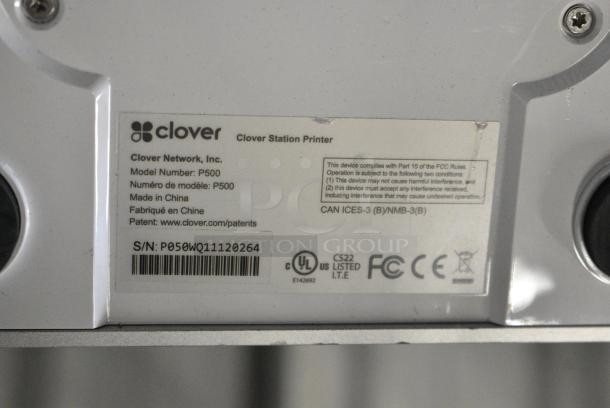 clover Clover Station Printer
Clover Network, Inc.
Model Number: P500
Numéro de modèle: P500
Made in China
Fabriqué en Chine
Patent: www.clover.com/patents
This device complies with Part 15 of the FCC Rules.
Operation is subject to the following two conditions:
(1) This device may not cause harmful interference, and
(2) this device must accept any interference received,
including interference that may cause undesired operation.
CAN ICES-3 (B)/NMB-3(B)
S/N: P050WQ11120264
C UL US CS22
LISTED
I.T.E
E142692
FC CE
GROUP